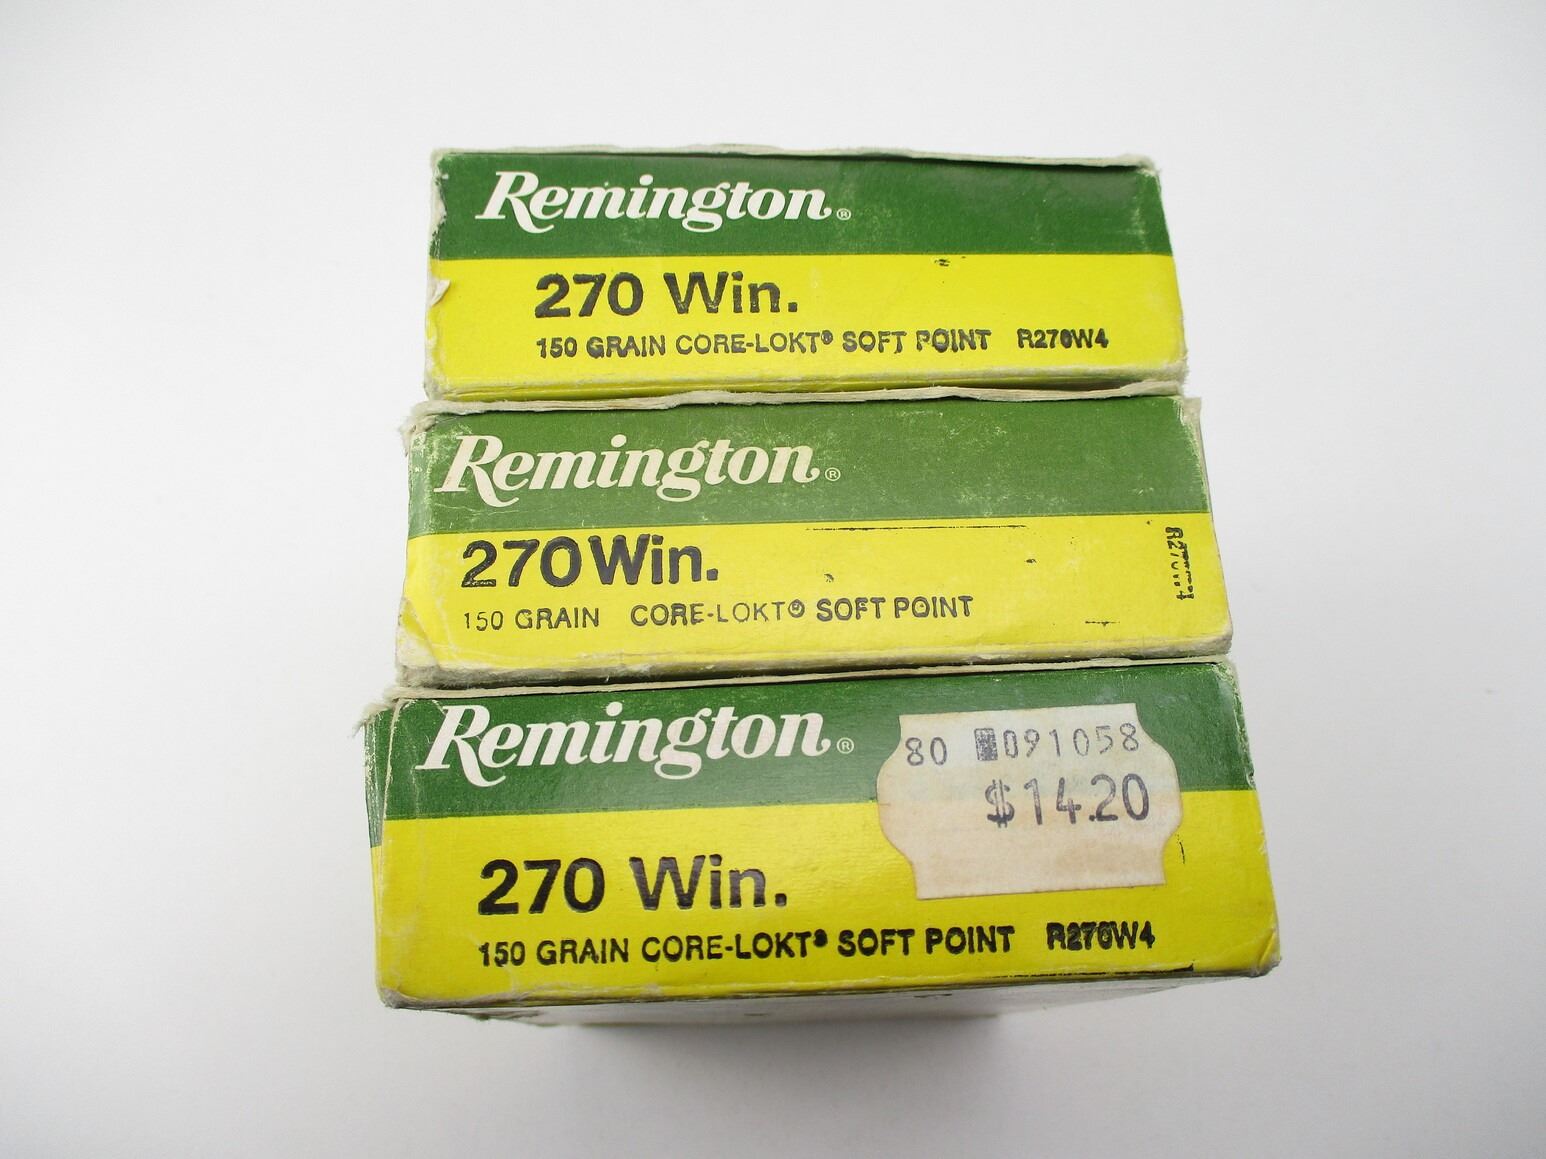 Remington®
270 Win.
150 GRAIN CORE-LOKT® SOFT POINT R270W4
Remington®
270 Win.
150 GRAIN CORE-LOKT® SOFT POINT
R270W4
Remington®
80 091058
$14.20
270 Win.
150 GRAIN CORE-LOKT® SOFT POINT R270W4